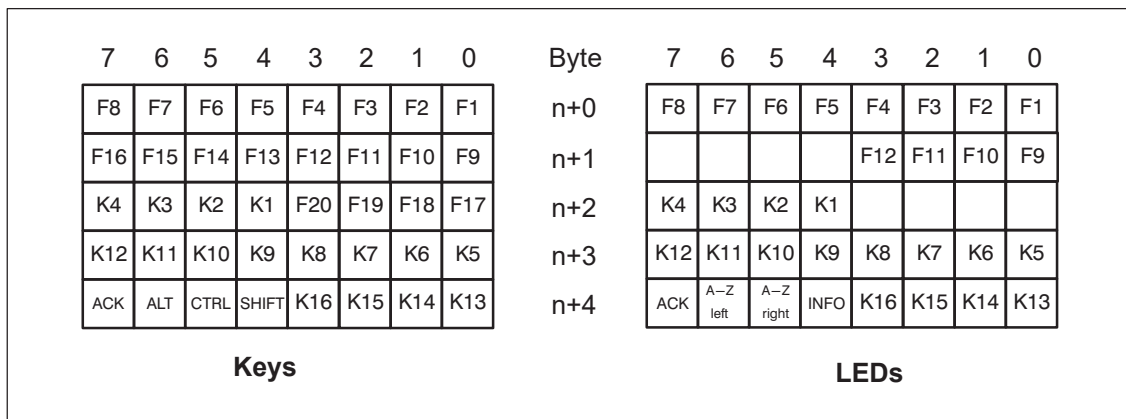 7 6 5 4 3 2 1 0 Byte 7 6 5 4 3 2 1 0
F8 F7 F6 F5 F4 F3 F2 F1 n+0 F8 F7 F6 F5 F4 F3 F2 F1
F16 F15 F14 F13 F12 F11 F10 F9 n+1 F12 F11 F10 F9
K4 K3 K2 K1 F20 F19 F18 F17 n+2 K4 K3 K2 K1
K12 K11 K10 K9 K8 K7 K6 K5 n+3 K12 K11 K10 K9 K8 K7 K6 K5
ACK ALT CTRL SHIFT K16 K15 K14 K13 n+4 ACK A–Z left A–Z right INFO K16 K15 K14 K13
Keys LEDs